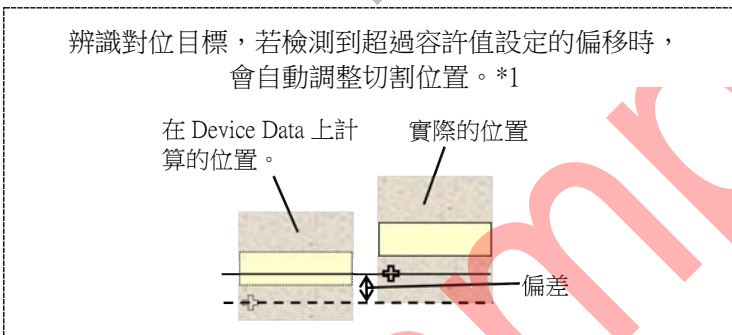 辨識對位目標，若檢測到超過容許值設定的偏移時，
會自動調整切割位置。*1
在 Device Data 上計
算的位置。
實際的位置
偏差